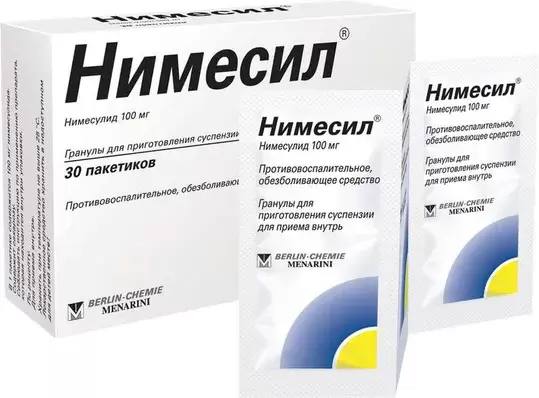 Нимесил®
Нимесулид 100 мг
Гранулы для приготовления суспензии
30 пакетиков
Противовоспалительное,
BERLIN-CHEMIE
MENARINI
Нимесил®
Нимесулид 100 мг
Противовоспалительное,
обезболивающее средство
Гранулы для
приготовления суспензии
для приема внутрь
BERLIN-CHEMIE
MENARINI
Нимесил®
Нимесулид 100 мг
Противовоспалительное,
обезболивающее средство
Гранулы для
приготовления суспензии
для приема внутрь
BERLIN-CHEMIE
MENARINI